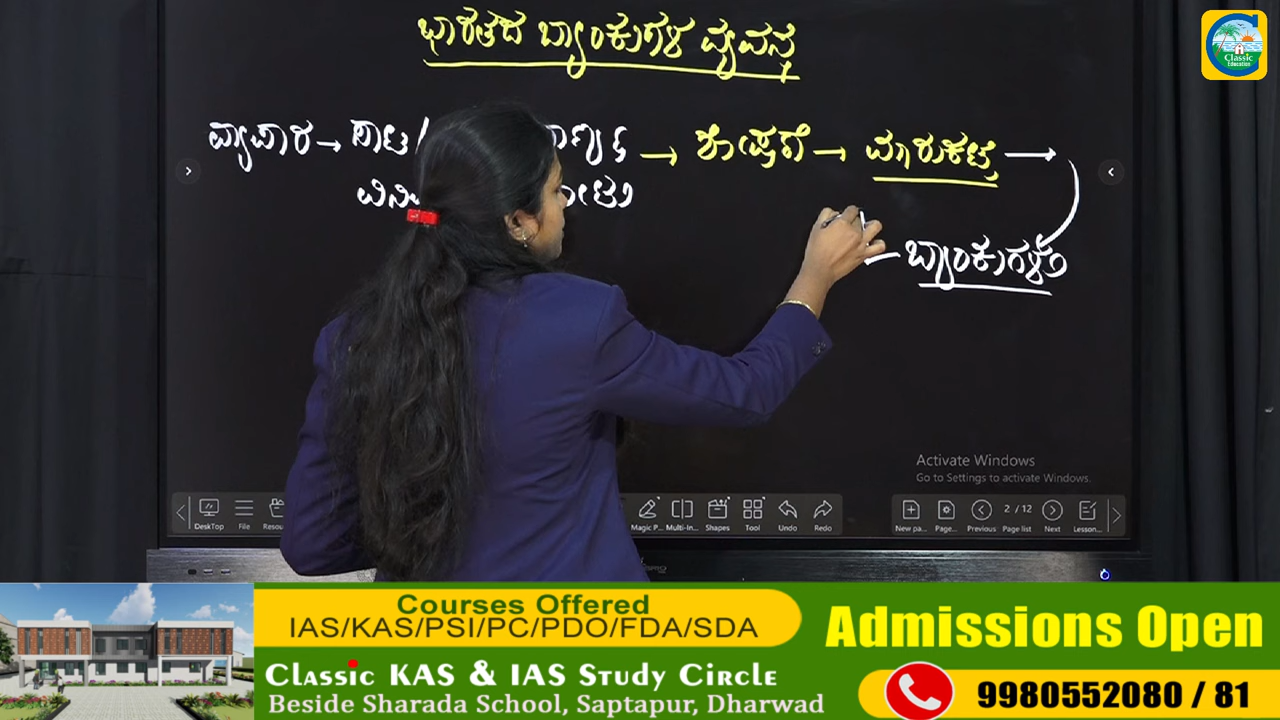 ಭಾರತದ ಬ್ಯಾಂಕುಗಳ ವ್ಯವಸ್ಥೆ
ವ್ಯಾಪಾರ → ಸಾಟಿ/ → → ಮಾರುಕಟ್ಟೆ →
ಬ್ಯಾಂಕುಗಳು
Classic
Education
Activate Windows
Go to Settings to activate Windows.
DeskTop File Magic P... Multi-In... Shapes Tool Undo Redo New pa... Page... Previous 2 / 12 Page list Next Lesson...
Courses Offered
IAS/KAS/PSI/PC/PDO/FDA/SDA
Classic KAS & IAS Study Circle
Beside Sharada School, Saptapur, Dharwad
Admissions Open
9980552080 / 81